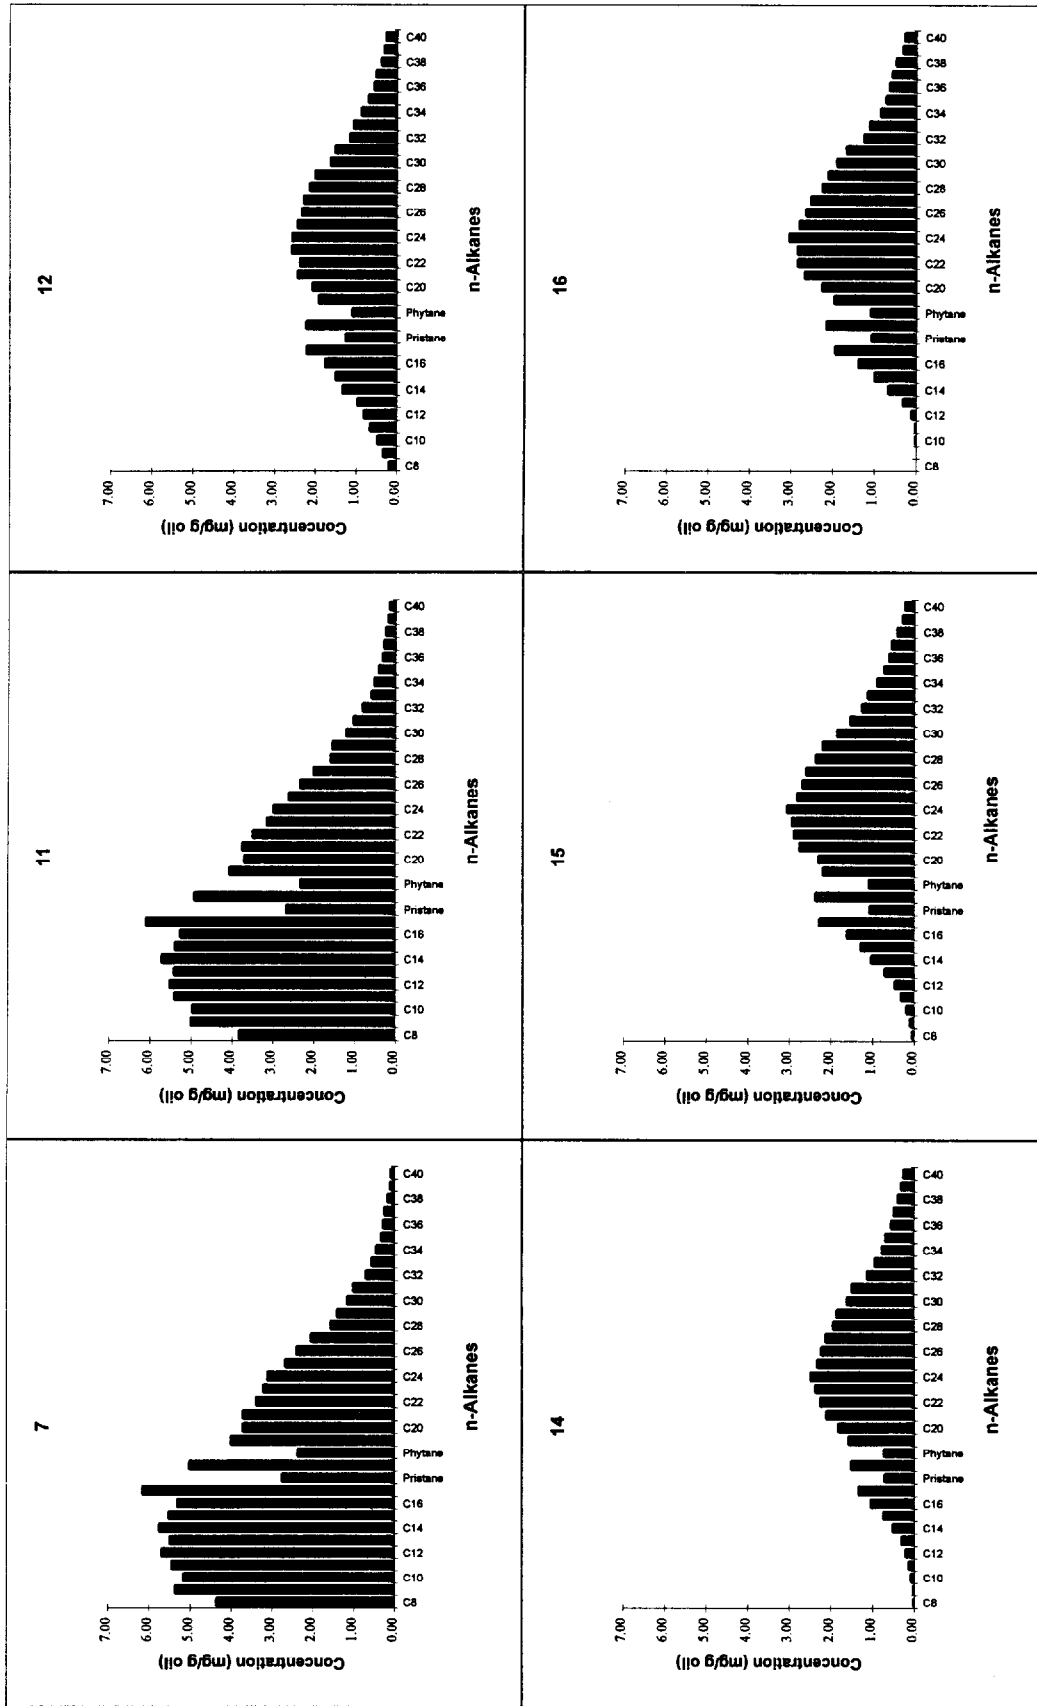 7
Concentration (mg/g oil)
7.00
6.00
5.00
4.00
3.00
2.00
1.00
0.00
C8
C10
C12
C14
C16
Pristane
Phytane
C20
C22
C24
C26
C28
C30
C32
C34
C36
C38
C40
n-Alkanes
11
Concentration (mg/g oil)
7.00
6.00
5.00
4.00
3.00
2.00
1.00
0.00
C8
C10
C12
C14
C16
Pristane
Phytane
C20
C22
C24
C26
C28
C30
C32
C34
C36
C38
C40
n-Alkanes
12
Concentration (mg/g oil)
7.00
6.00
5.00
4.00
3.00
2.00
1.00
0.00
C8
C10
C12
C14
C16
Pristane
Phytane
C20
C22
C24
C26
C28
C30
C32
C34
C36
C38
C40
n-Alkanes
14
Concentration (mg/g oil)
7.00
6.00
5.00
4.00
3.00
2.00
1.00
0.00
C8
C10
C12
C14
C16
Pristane
Phytane
C20
C22
C24
C26
C28
C30
C32
C34
C36
C38
C40
n-Alkanes
15
Concentration (mg/g oil)
7.00
6.00
5.00
4.00
3.00
2.00
1.00
0.00
C8
C10
C12
C14
C16
Pristane
Phytane
C20
C22
C24
C26
C28
C30
C32
C34
C36
C38
C40
n-Alkanes
16
Concentration (mg/g oil)
7.00
6.00
5.00
4.00
3.00
2.00
1.00
0.00
C8
C10
C12
C14
C16
Pristane
Phytane
C20
C22
C24
C26
C28
C30
C32
C34
C36
C38
C40
n-Alkanes